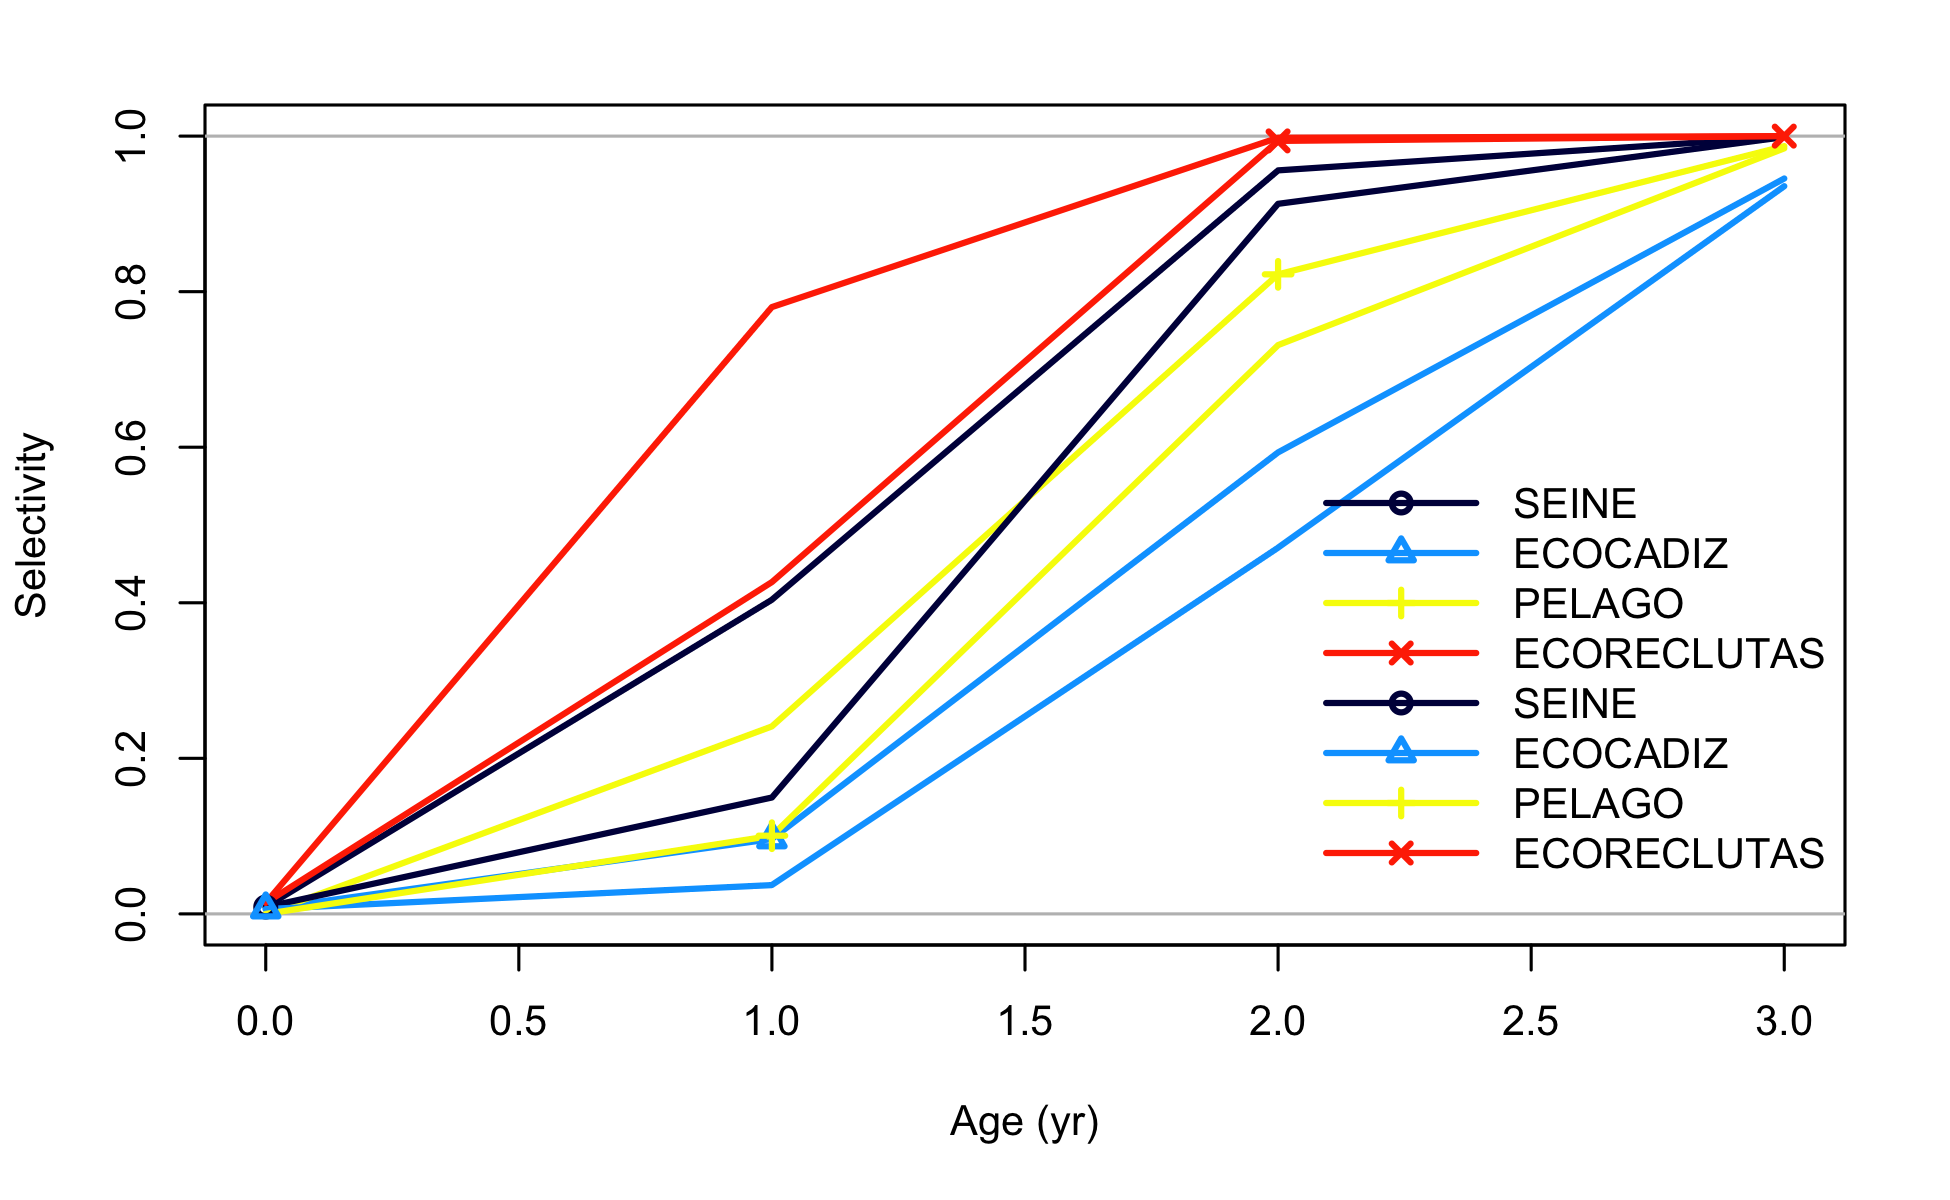 1.0
0.8
0.6
0.4
0.2
0.0
Selectivity
SEINE
ECOCADIZ
PELAGO
ECORECLUTAS
SEINE
ECOCADIZ
PELAGO
ECORECLUTAS
0.0 0.5 1.0 1.5 2.0 2.5 3.0
Age (yr)